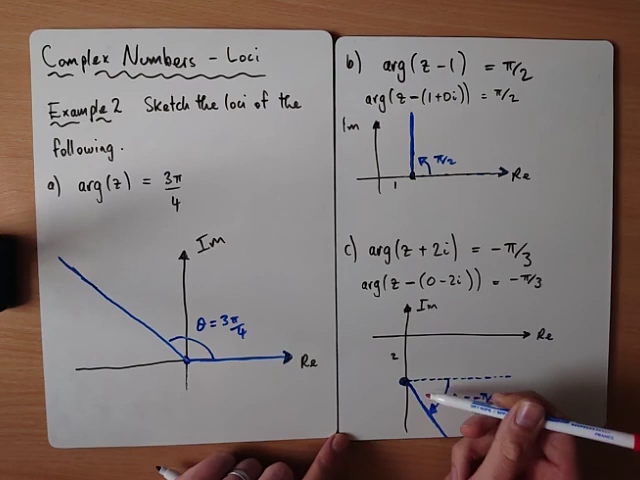 Complex Numbers - Loci
Example 2 Sketch the loci of the
following.
a) arg(z) = 3π/4
Im
θ = 3π/4
Re
b) arg(z-1) = π/2
arg(z-(1+0i)) = π/2
Im
π/2
Re
1
c) arg(z+2i) = -π/3
arg(z-(0-2i)) = -π/3
Im
Re
2
FRANCE